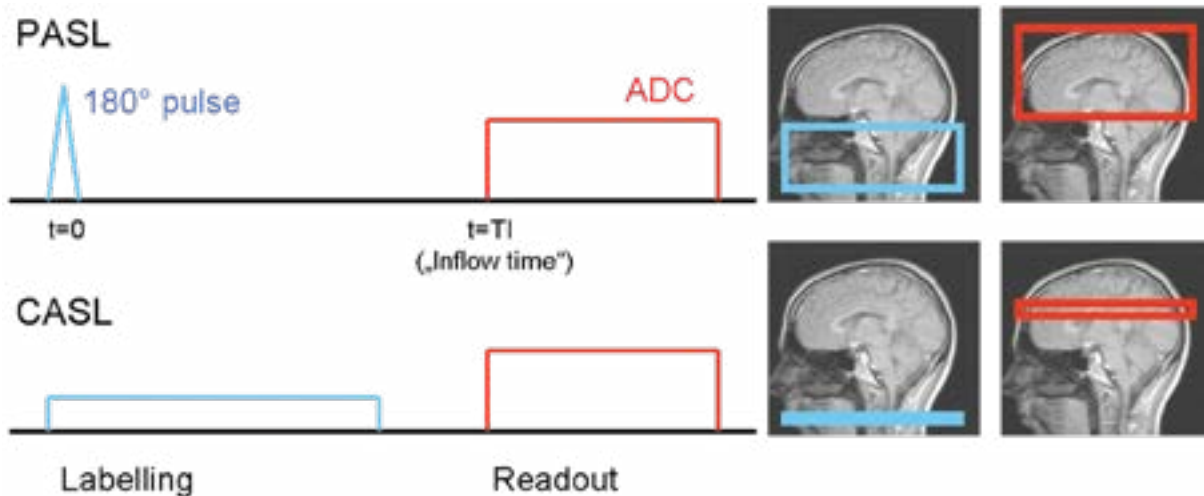 PASL
180° pulse
ADC
t=0
t=TI
(„Inflow time“)
CASL
Labelling
Readout